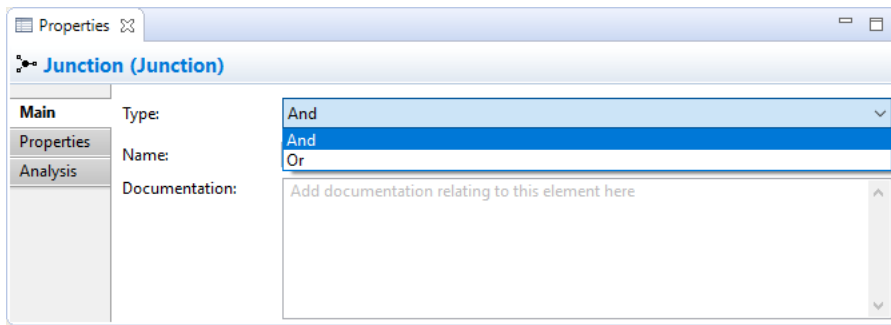 Properties
Junction (Junction)
Main
Properties
Analysis
Type:
And
And
Or
Name:
Documentation:
Add documentation relating to this element here